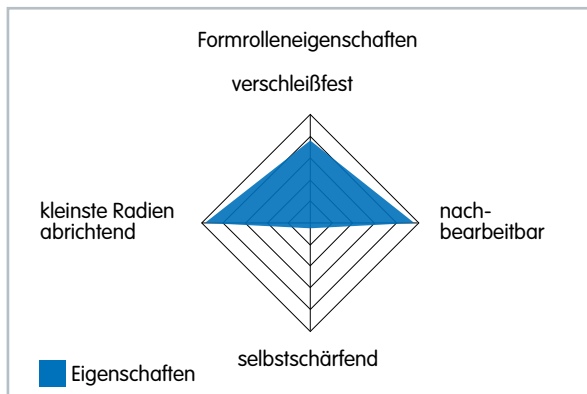 Formrolleneigenschaften
verschleißfest
kleinste Radien
abrichtend
nach-
bearbeitbar
selbstschärfend
Eigenschaften